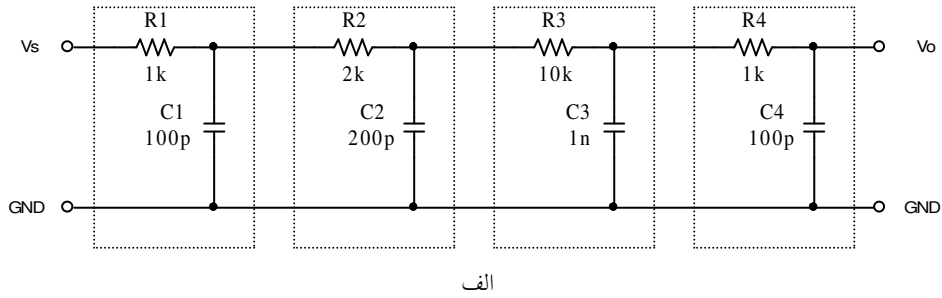 R1 R2 R3 R4
Vs Vo
1k 2k 10k 1k
C1 C2 C3 C4
100p 200p 1n 100p
GND GND
الف